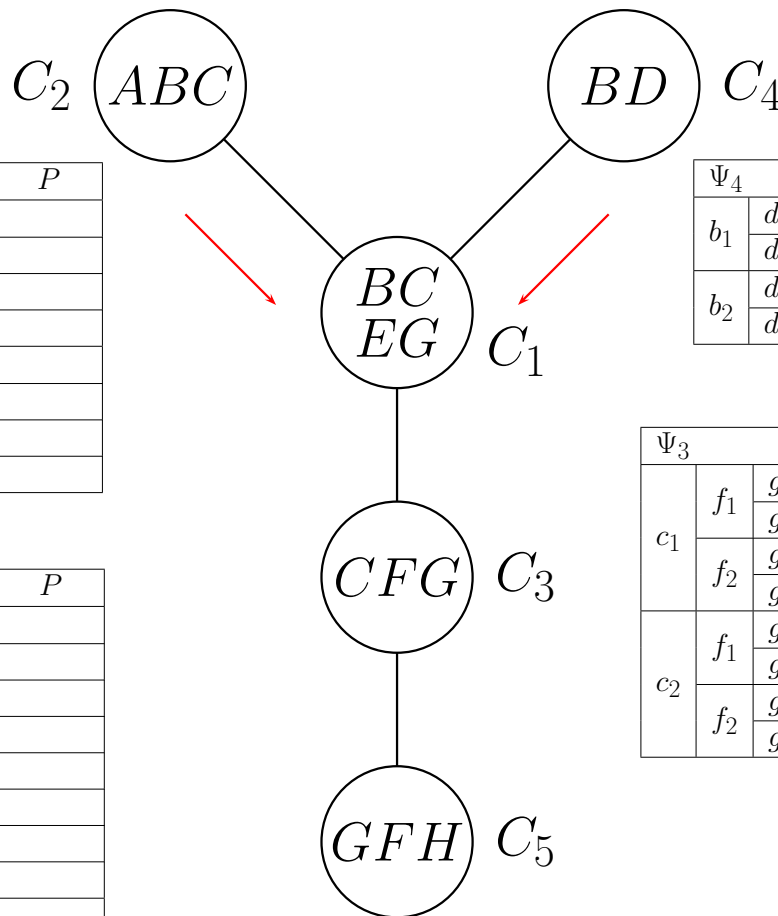 C₂
ABC
BD
C₄
P
Ψ₄
b₁
d
d
b₂
d
d
BC
EG
C₁
Ψ₃
c₁
f₁
g
g
f₂
g
g
c₂
f₁
g
g
f₂
g
g
CFG
C₃
P
GFH
C₅